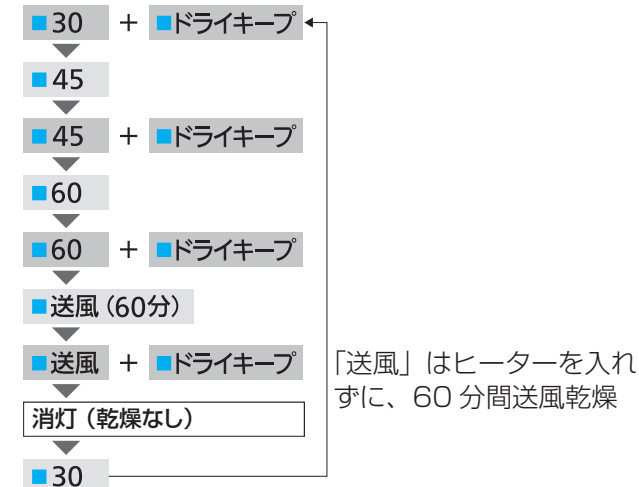 ■30 + ■ドライキープ
■45
■45 + ■ドライキープ
■60
■60 + ■ドライキープ
■送風（60分）
■送風 + ■ドライキープ
消灯（乾燥なし）
■30
「送風」はヒーターを入れ
ずに、60 分間送風乾燥